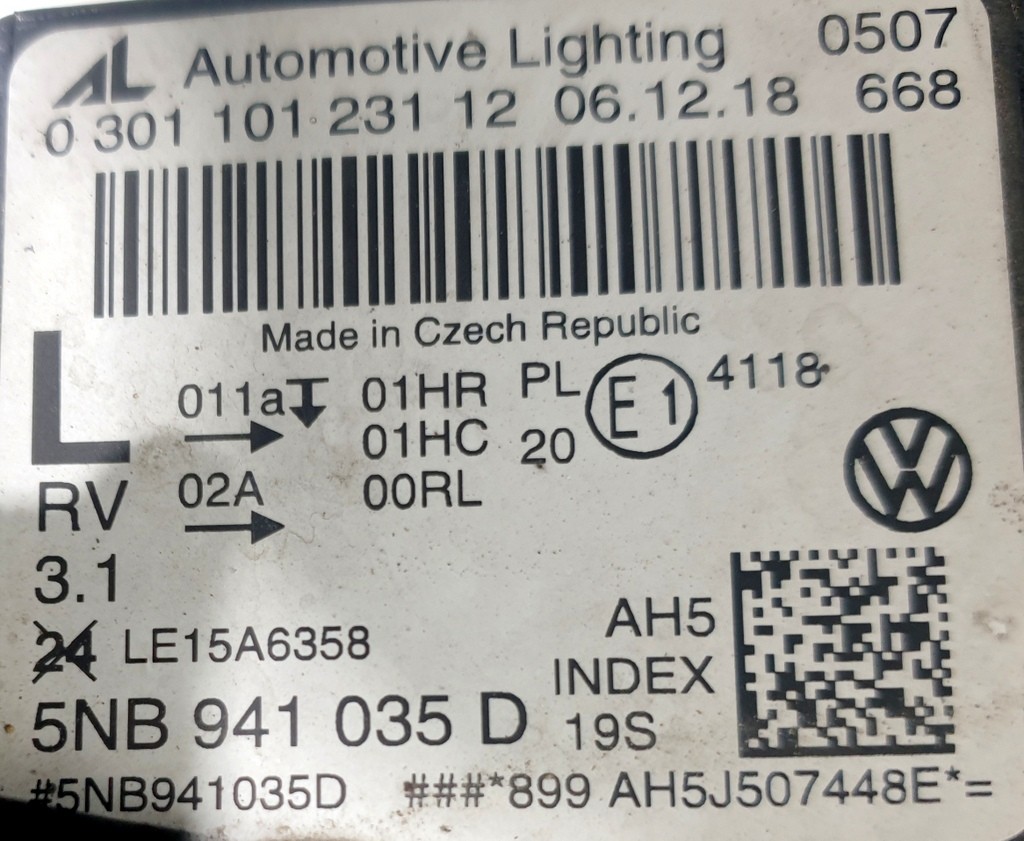 AL Automotive Lighting 0507
0 301 101 231 12 06.12.18 668
Made in Czech Republic
L 011a 01HR PL E1 4118
01HC 20
RV 02A 00RL
3.1
24 LE15A6358
AH5
INDEX
5NB 941 035 D 19S
#5NB941035D ###*899 AH5J507448E*=